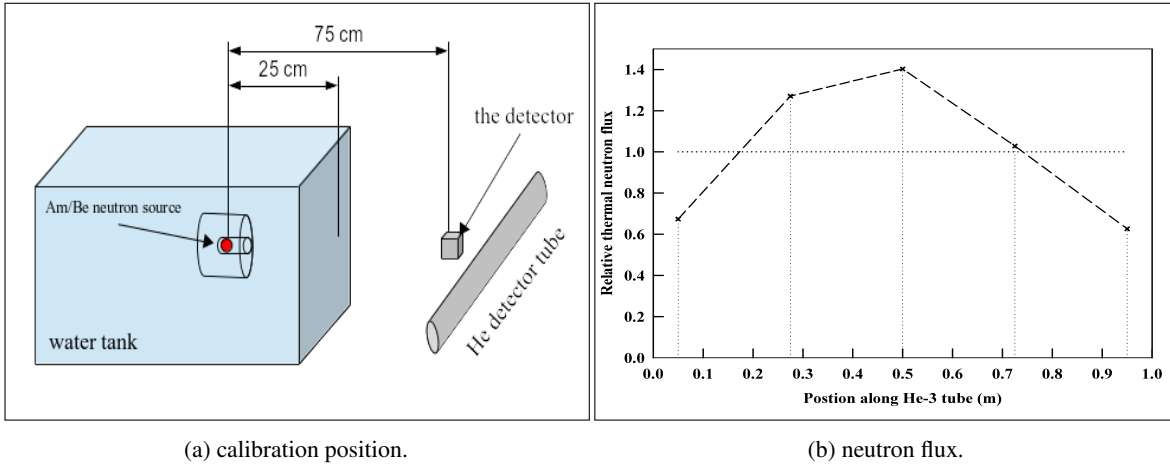 75 cm
25 cm
the detector
Am/Be neutron source
He detector tube
water tank
(a) calibration position.
Relative thermal neutron flux
1.4
1.2
1.0
0.8
0.6
0.4
0.2
0.0
0.0 0.1 0.2 0.3 0.4 0.5 0.6 0.7 0.8 0.9 1.0
Postion along He-3 tube (m)
(b) neutron flux.